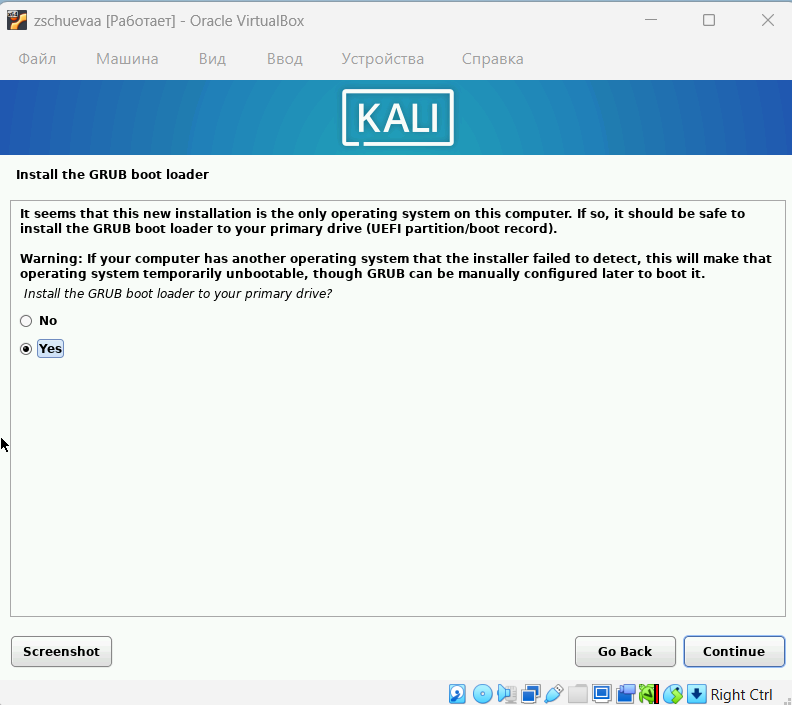 zschuevaa [Работает] - Oracle VirtualBox
Файл Машина Вид Ввод Устройства Справка
KALI
Install the GRUB boot loader
It seems that this new installation is the only operating system on this computer. If so, it should be safe to
install the GRUB boot loader to your primary drive (UEFI partition/boot record).
Warning: If your computer has another operating system that the installer failed to detect, this will make that
operating system temporarily unbootable, though GRUB can be manually configured later to boot it.
Install the GRUB boot loader to your primary drive?
No
Yes
Screenshot Go Back Continue
Right Ctrl